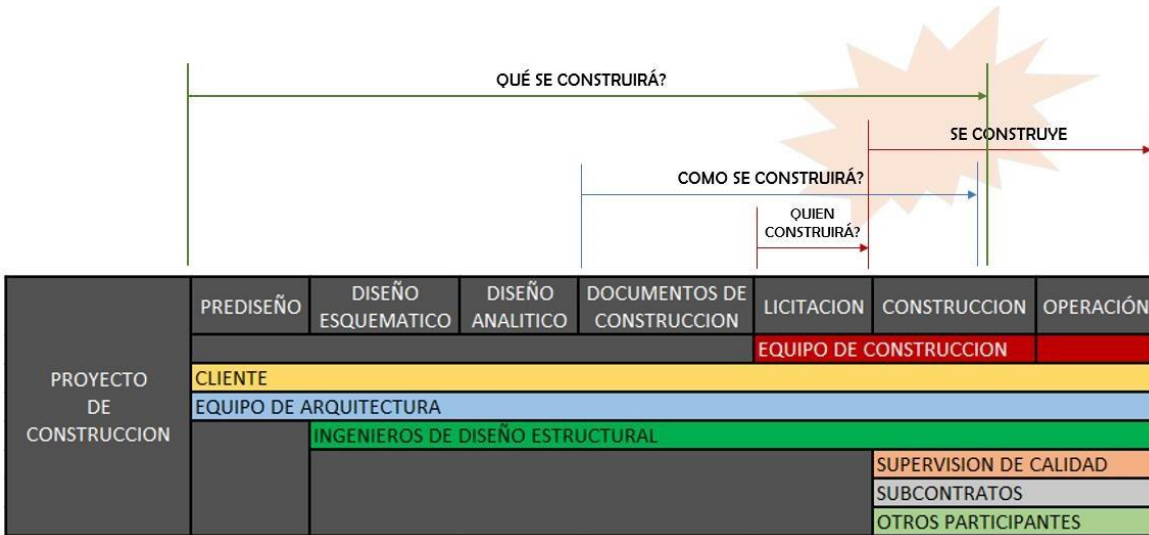 QUÉ SE CONSTRUIRÁ?
SE CONSTRUYE
COMO SE CONSTRUIRÁ?
QUIEN
CONSTRUIRÁ?
PREDISEÑO
DISEÑO
ESQUEMATICO
DISEÑO
ANALITICO
DOCUMENTOS DE
CONSTRUCCION
LICITACION
CONSTRUCCION
OPERACIÓN
EQUIPO DE CONSTRUCCION
PROYECTO
DE
CONSTRUCCION
CLIENTE
EQUIPO DE ARQUITECTURA
INGENIEROS DE DISEÑO ESTRUCTURAL
SUPERVISION DE CALIDAD
SUBCONTRATOS
OTROS PARTICIPANTES